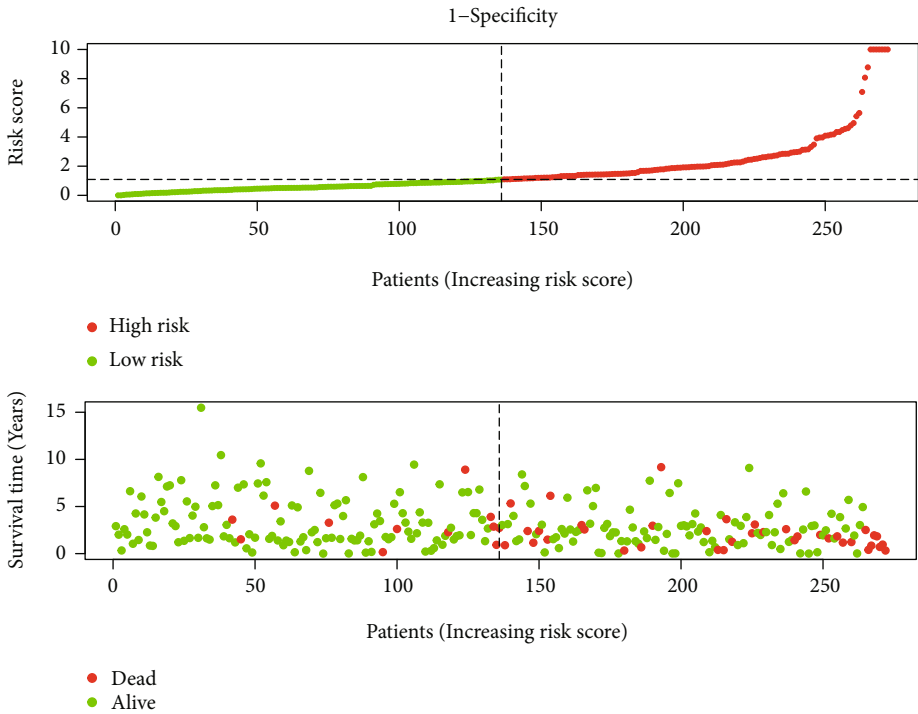 1−Specificity
Risk score
10
8
6
4
2
0
0 50 100 150 200 250
Patients (Increasing risk score)
High risk
Low risk
Survival time (Years)
15
10
5
0
0 50 100 150 200 250
Patients (Increasing risk score)
Dead
Alive